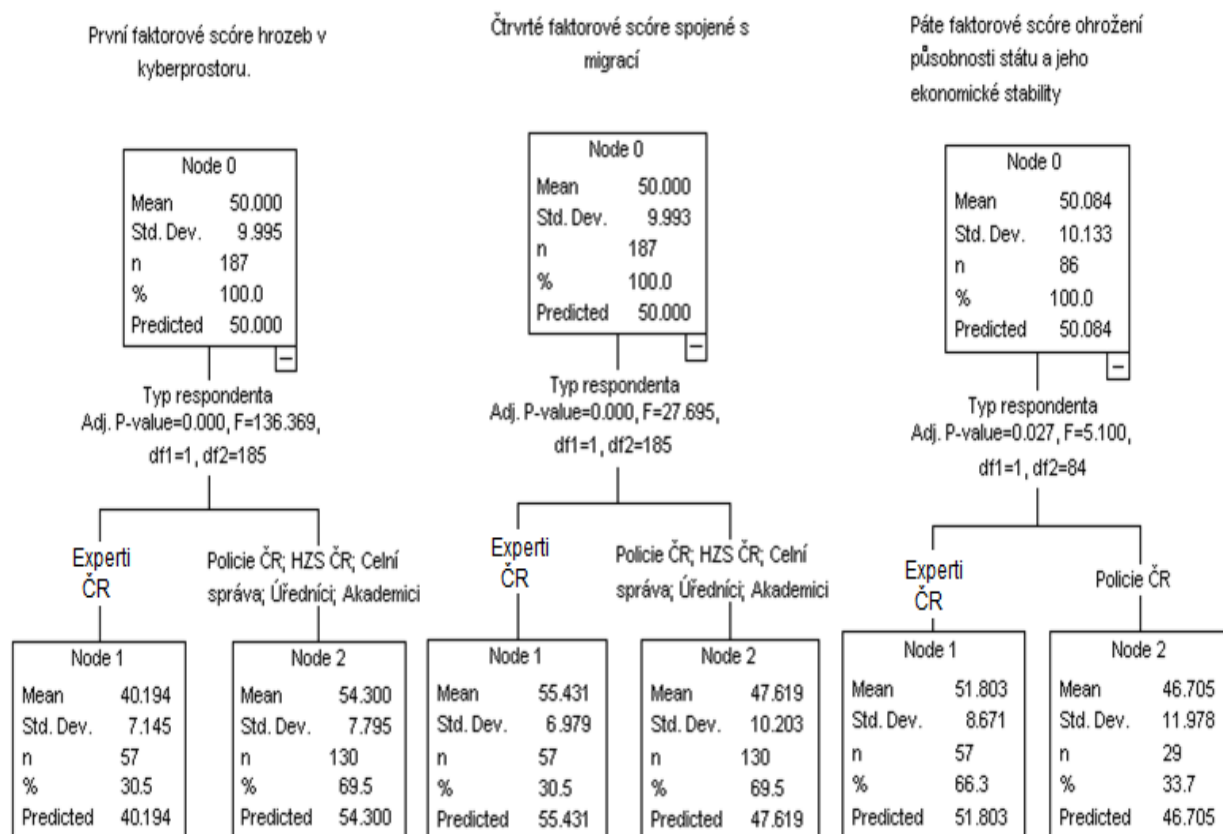 První faktorové scóre hrozeb v
kyberprostoru.
Node 0
Mean 50.000
Std. Dev. 9.995
n 187
% 100.0
Predicted 50.000
Typ respondenta
Adj. P-value=0.000, F=136.369,
df1=1, df2=185
Experti
ČR
Policie ČR; HZS ČR; Celní
správa; Úředníci; Akademici
Node 1
Mean 40.194
Std. Dev. 7.145
n 57
% 30.5
Predicted 40.194
Node 2
Mean 54.300
Std. Dev. 7.795
n 130
% 69.5
Predicted 54.300
Čtrvrté faktorové scóre spojené s
migrací
Node 0
Mean 50.000
Std. Dev. 9.993
n 187
% 100.0
Predicted 50.000
Typ respondenta
Adj. P-value=0.000, F=27.695,
df1=1, df2=185
Experti
ČR
Policie ČR; HZS ČR; Celní
správa; Úředníci; Akademici
Node 1
Mean 55.431
Std. Dev. 6.979
n 57
% 30.5
Predicted 55.431
Node 2
Mean 47.619
Std. Dev. 10.203
n 130
% 69.5
Predicted 47.619
Páte faktorové scóre ohrožení
působnosti státu a jeho
ekonomické stability
Node 0
Mean 50.084
Std. Dev. 10.133
n 86
% 100.0
Predicted 50.084
Typ respondenta
Adj. P-value=0.027, F=5.100,
df1=1, df2=84
Experti
ČR
Policie ČR
Node 1
Mean 51.803
Std. Dev. 8.671
n 57
% 66.3
Predicted 51.803
Node 2
Mean 46.705
Std. Dev. 11.978
n 29
% 33.7
Predicted 46.705